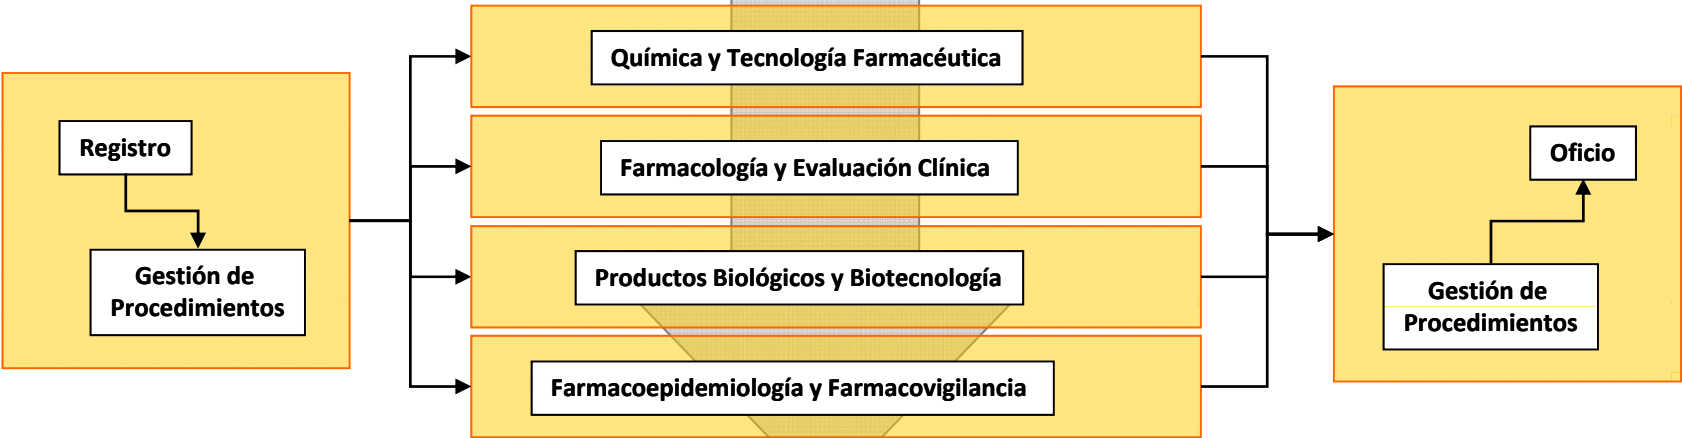 Registro
Gestión de
Procedimientos
Química y Tecnología Farmacéutica
Farmacología y Evaluación Clínica
Productos Biológicos y Biotecnología
Farmacoepidemiología y Farmacovigilancia
Oficio
Gestión de
Procedimientos